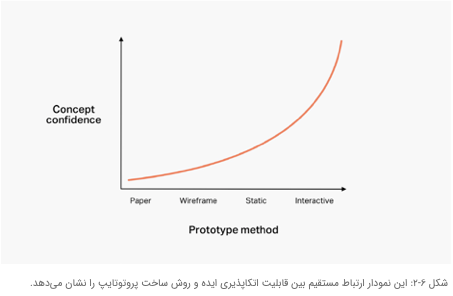 Concept
confidence
Paper
Wireframe
Static
Interactive
Prototype method
شکل ۶-۲: این نمودار ارتباط مستقیم بین قابلیت اتکاپذیری ایده و روش ساخت پروتوتایپ را نشان می‌دهد.